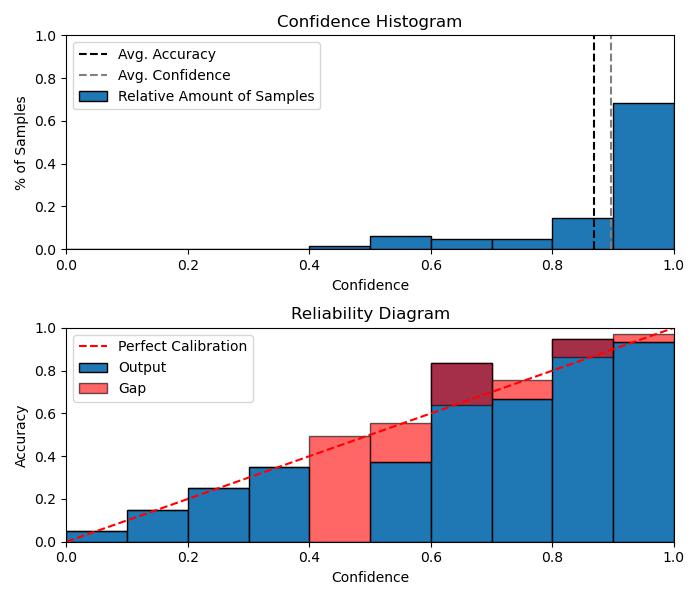 Confidence Histogram
1.0
0.8
0.6
0.4
0.2
0.0
% of Samples
Avg. Accuracy
Avg. Confidence
Relative Amount of Samples
0.0 0.2 0.4 0.6 0.8 1.0
Confidence
Reliability Diagram
1.0
0.8
0.6
0.4
0.2
0.0
Accuracy
Perfect Calibration
Output
Gap
0.0 0.2 0.4 0.6 0.8 1.0
Confidence